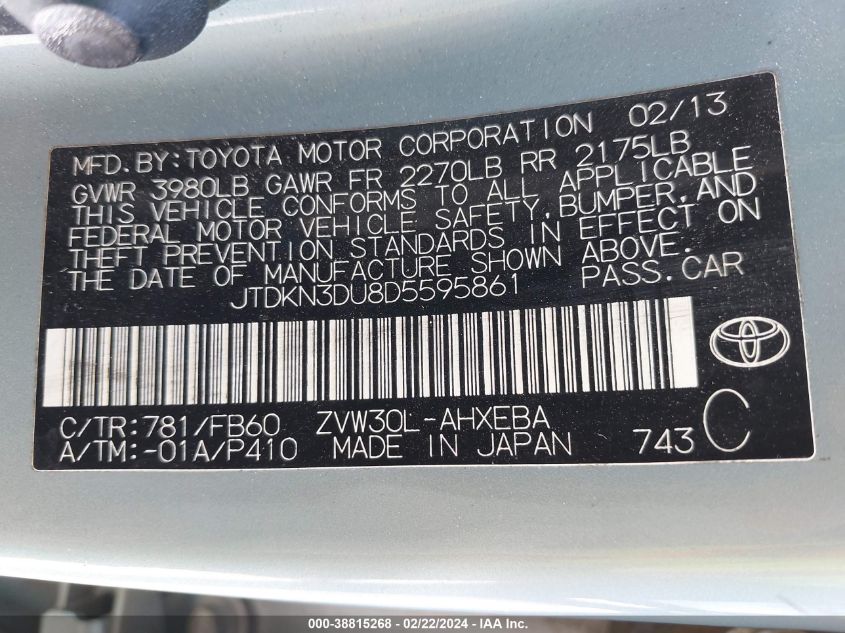 02/13
MFD. BY: TOYOTA MOTOR CORPORATION
GVWR 3980LB GAWR FR 2270LB RR 2175LB
THIS VEHICLE CONFORMS TO ALL APPLICABLE
FEDERAL MOTOR VEHICLE SAFETY, BUMPER, AND
THEFT PREVENTION STANDARDS IN EFFECT ON
THE DATE OF MANUFACTURE SHOWN ABOVE.
JTDKN3DU8D5595861 PASS. CAR
C/TR: 781/FB60 ZVW30L-AHXEBA
A/TM: -01A/P410 MADE IN JAPAN 743 C
000-38815268 - 02/22/2024 - IAAI.COM